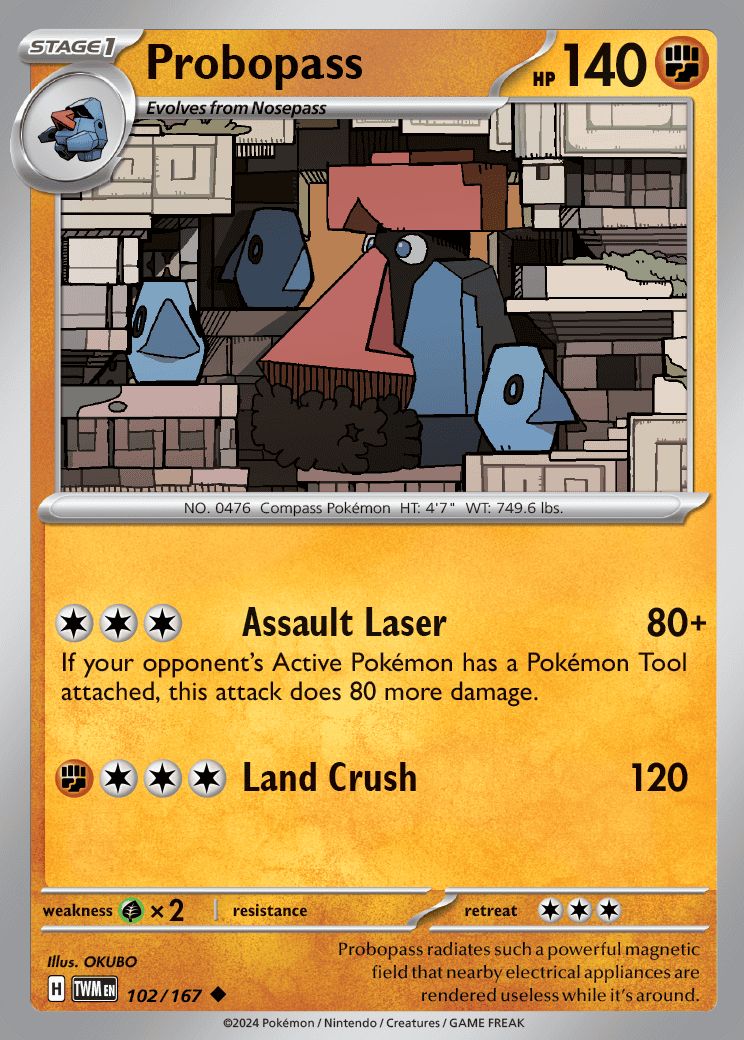 STAGE1
Probopass
HP 140
Evolves from Nosepass
NO. 0476 Compass Pokémon HT: 4'7" WT: 749.6 lbs.
Assault Laser 80+
If your opponent's Active Pokémon has a Pokémon Tool
attached, this attack does 80 more damage.
Land Crush 120
weakness ×2 resistance retreat
Illus. OKUBO
Probopass radiates such a powerful magnetic
field that nearby electrical appliances are
rendered useless while it's around.
H TWM EN 102/167
©2024 Pokémon / Nintendo / Creatures / GAME FREAK